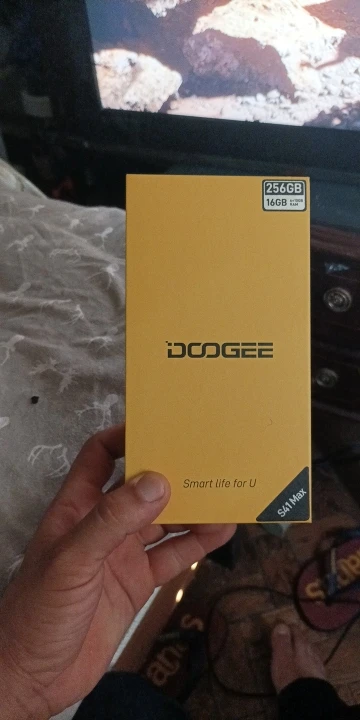 256GB
16GB
DOOGEE
Smart life for U
S41 Max